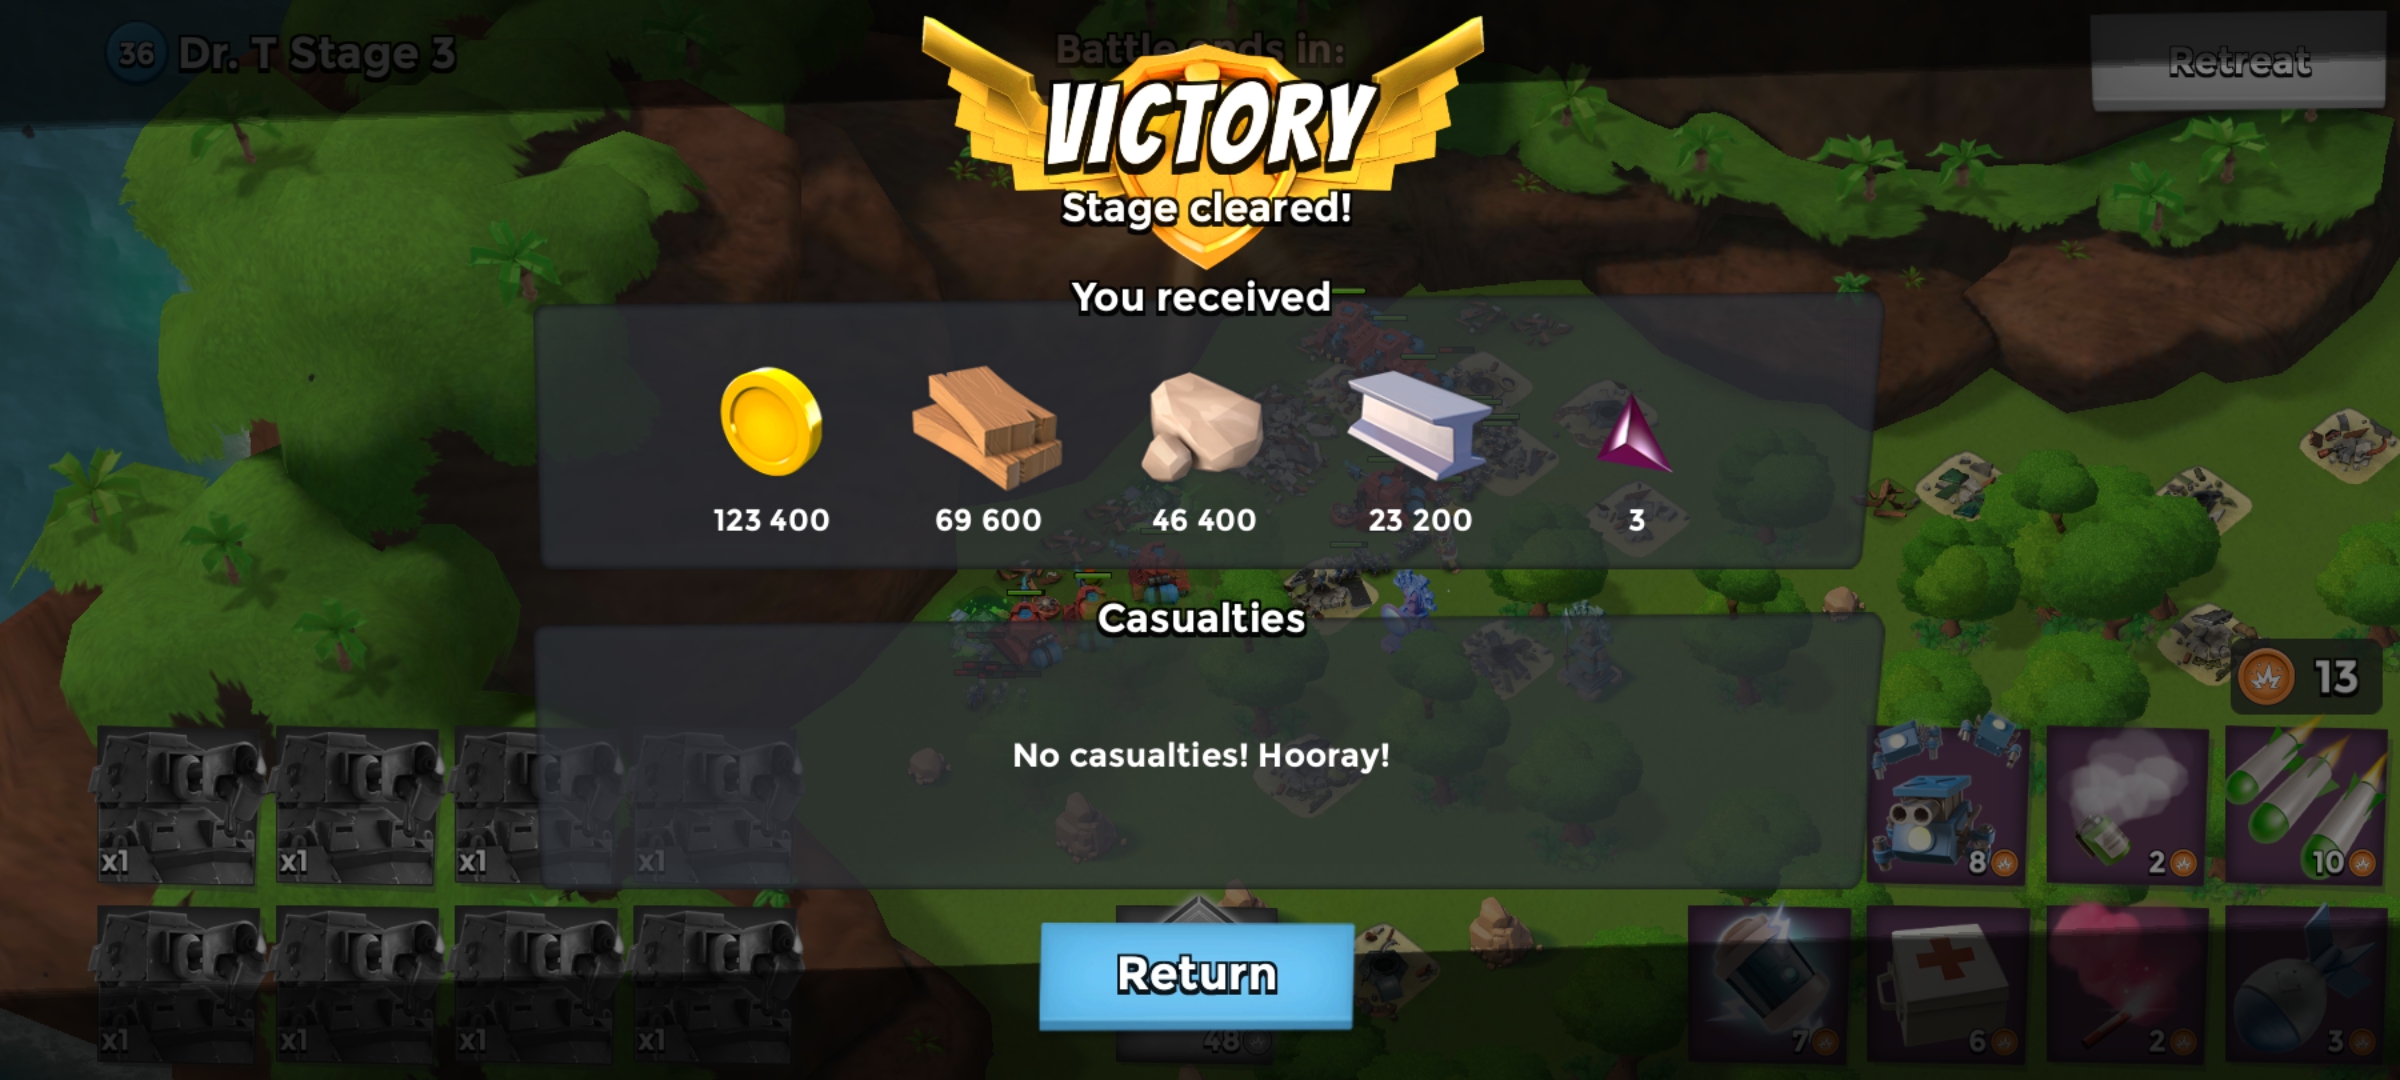 36 Dr. T Stage 3
Battle ends in:
Retreat
VICTORY
Stage cleared!
You received
123 400
69 600
46 400
23 200
3
Casualties
No casualties! Hooray!
13
x1
x1
x1
x1
8
2
10
Return
x1
x1
x1
x1
48
7
6
2
3